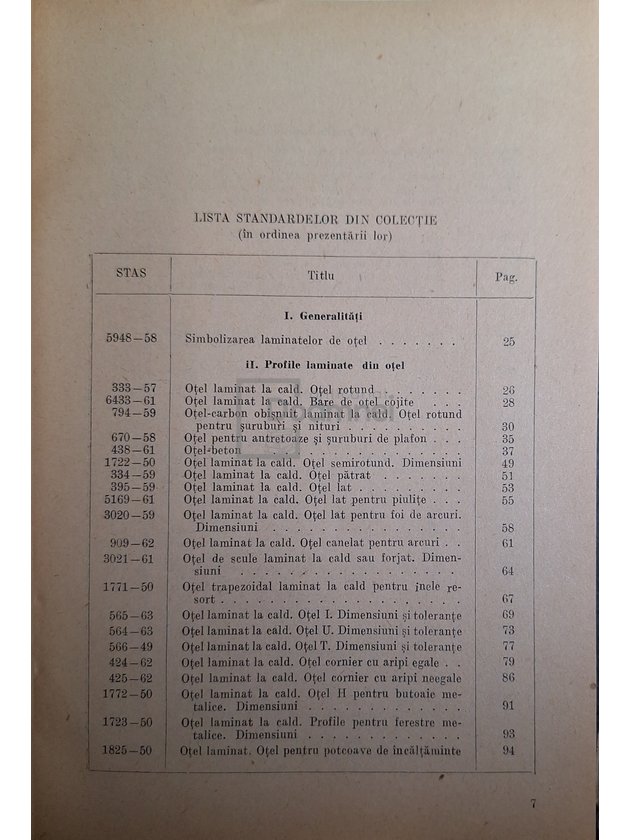 LISTA STANDARDELOR DIN COLECȚIE
(în ordinea prezentării lor)
STAS Titlu Pag.
I. Generalități
5948—58 Simbolizarea laminatelor de oțel . . . . . . . 25
iI. Profile laminate din oțel
333—57 Oțel laminat la cald. Oțel rotund . . . . . . . 26
6433—61 Oțel laminat la cald. Bare de oțel cojite . . . 28
794—59 Oțel-carbon obișnuit laminat la cald. Oțel rotund
pentru șuruburi și nituri . . . . . . . . . . 30
670—58 Oțel pentru antretoaze și șuruburi de plafon . . . 35
438—61 Oțel-beton . . . . . . . . . . . . . . . . . 37
1722—50 Oțel laminat la cald. Oțel semirotund. Dimensiuni 49
334—59 Oțel laminat la cald. Oțel pătrat . . . . . . . 51
395—59 Oțel laminat la cald. Oțel lat . . . . . . . . 53
5169—61 Oțel laminat la cald. Oțel lat pentru piulițe . . . 55
3020—59 Oțel laminat la cald. Oțel lat pentru foi de arcuri.
Dimensiuni . . . . . . . . . . . . . . . . 58
909—62 Oțel laminat la cald. Oțel canelat pentru arcuri . . 61
3021—61 Oțel de scule laminat la cald sau forjat. Dimen-
siuni . . . . . . . . . . . . . . . . . . 64
1771—50 Oțel trapezoidal laminat la cald pentru inele re-
sort . . . . . . . . . . . . . . . . . . . 67
565—63 Oțel laminat la cald. Oțel I. Dimensiuni și toleranțe 69
564—63 Oțel laminat la cald. Oțel U. Dimensiuni și toleranțe 73
566—49 Oțel laminat la cald. Oțel T. Dimensiuni și toleranțe 77
424—62 Oțel laminat la cald. Oțel cornier cu aripi egale . . 79
425—62 Oțel laminat la cald. Oțel cornier cu aripi neegale 86
1772—50 Oțel laminat la cald. Oțel H pentru butoaie me-
talice. Dimensiuni . . . . . . . . . . . . . 91
1723—50 Oțel laminat la cald. Profile pentru ferestre me-
talice. Dimensiuni . . . . . . . . . . . . . 93
1825—50 Oțel laminat. Oțel pentru potcoave de încălțăminte 94
7